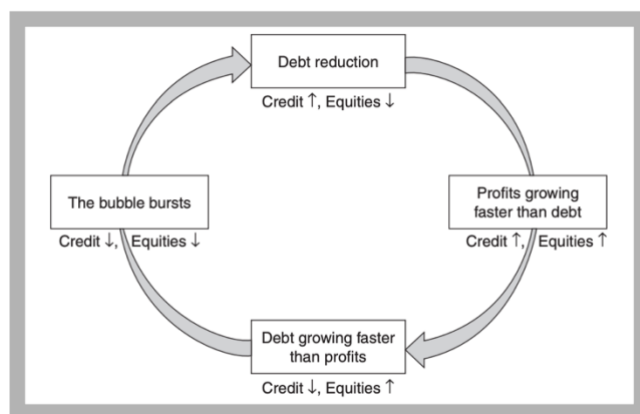 Debt reduction
Credit ↑, Equities ↓
The bubble bursts
Credit ↓, Equities ↓
Profits growing
faster than debt
Credit ↑, Equities ↑
Debt growing faster
than profits
Credit ↓, Equities ↑